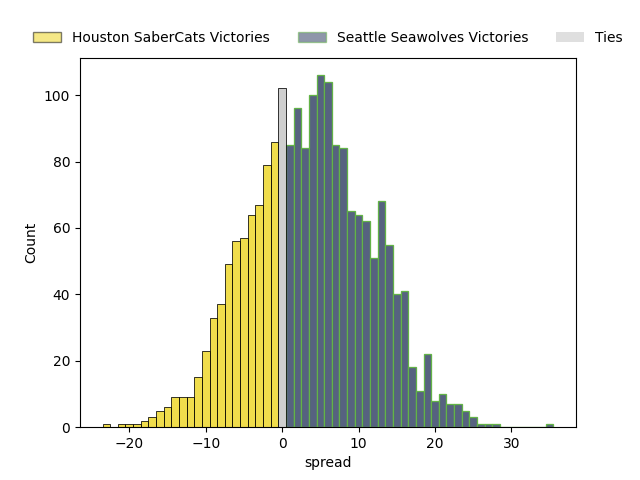 Houston SaberCats Victories Seattle Seawolves Victories Ties
100
80
60
40
20
0
Count
−20 −10 0 10 20 30
spread